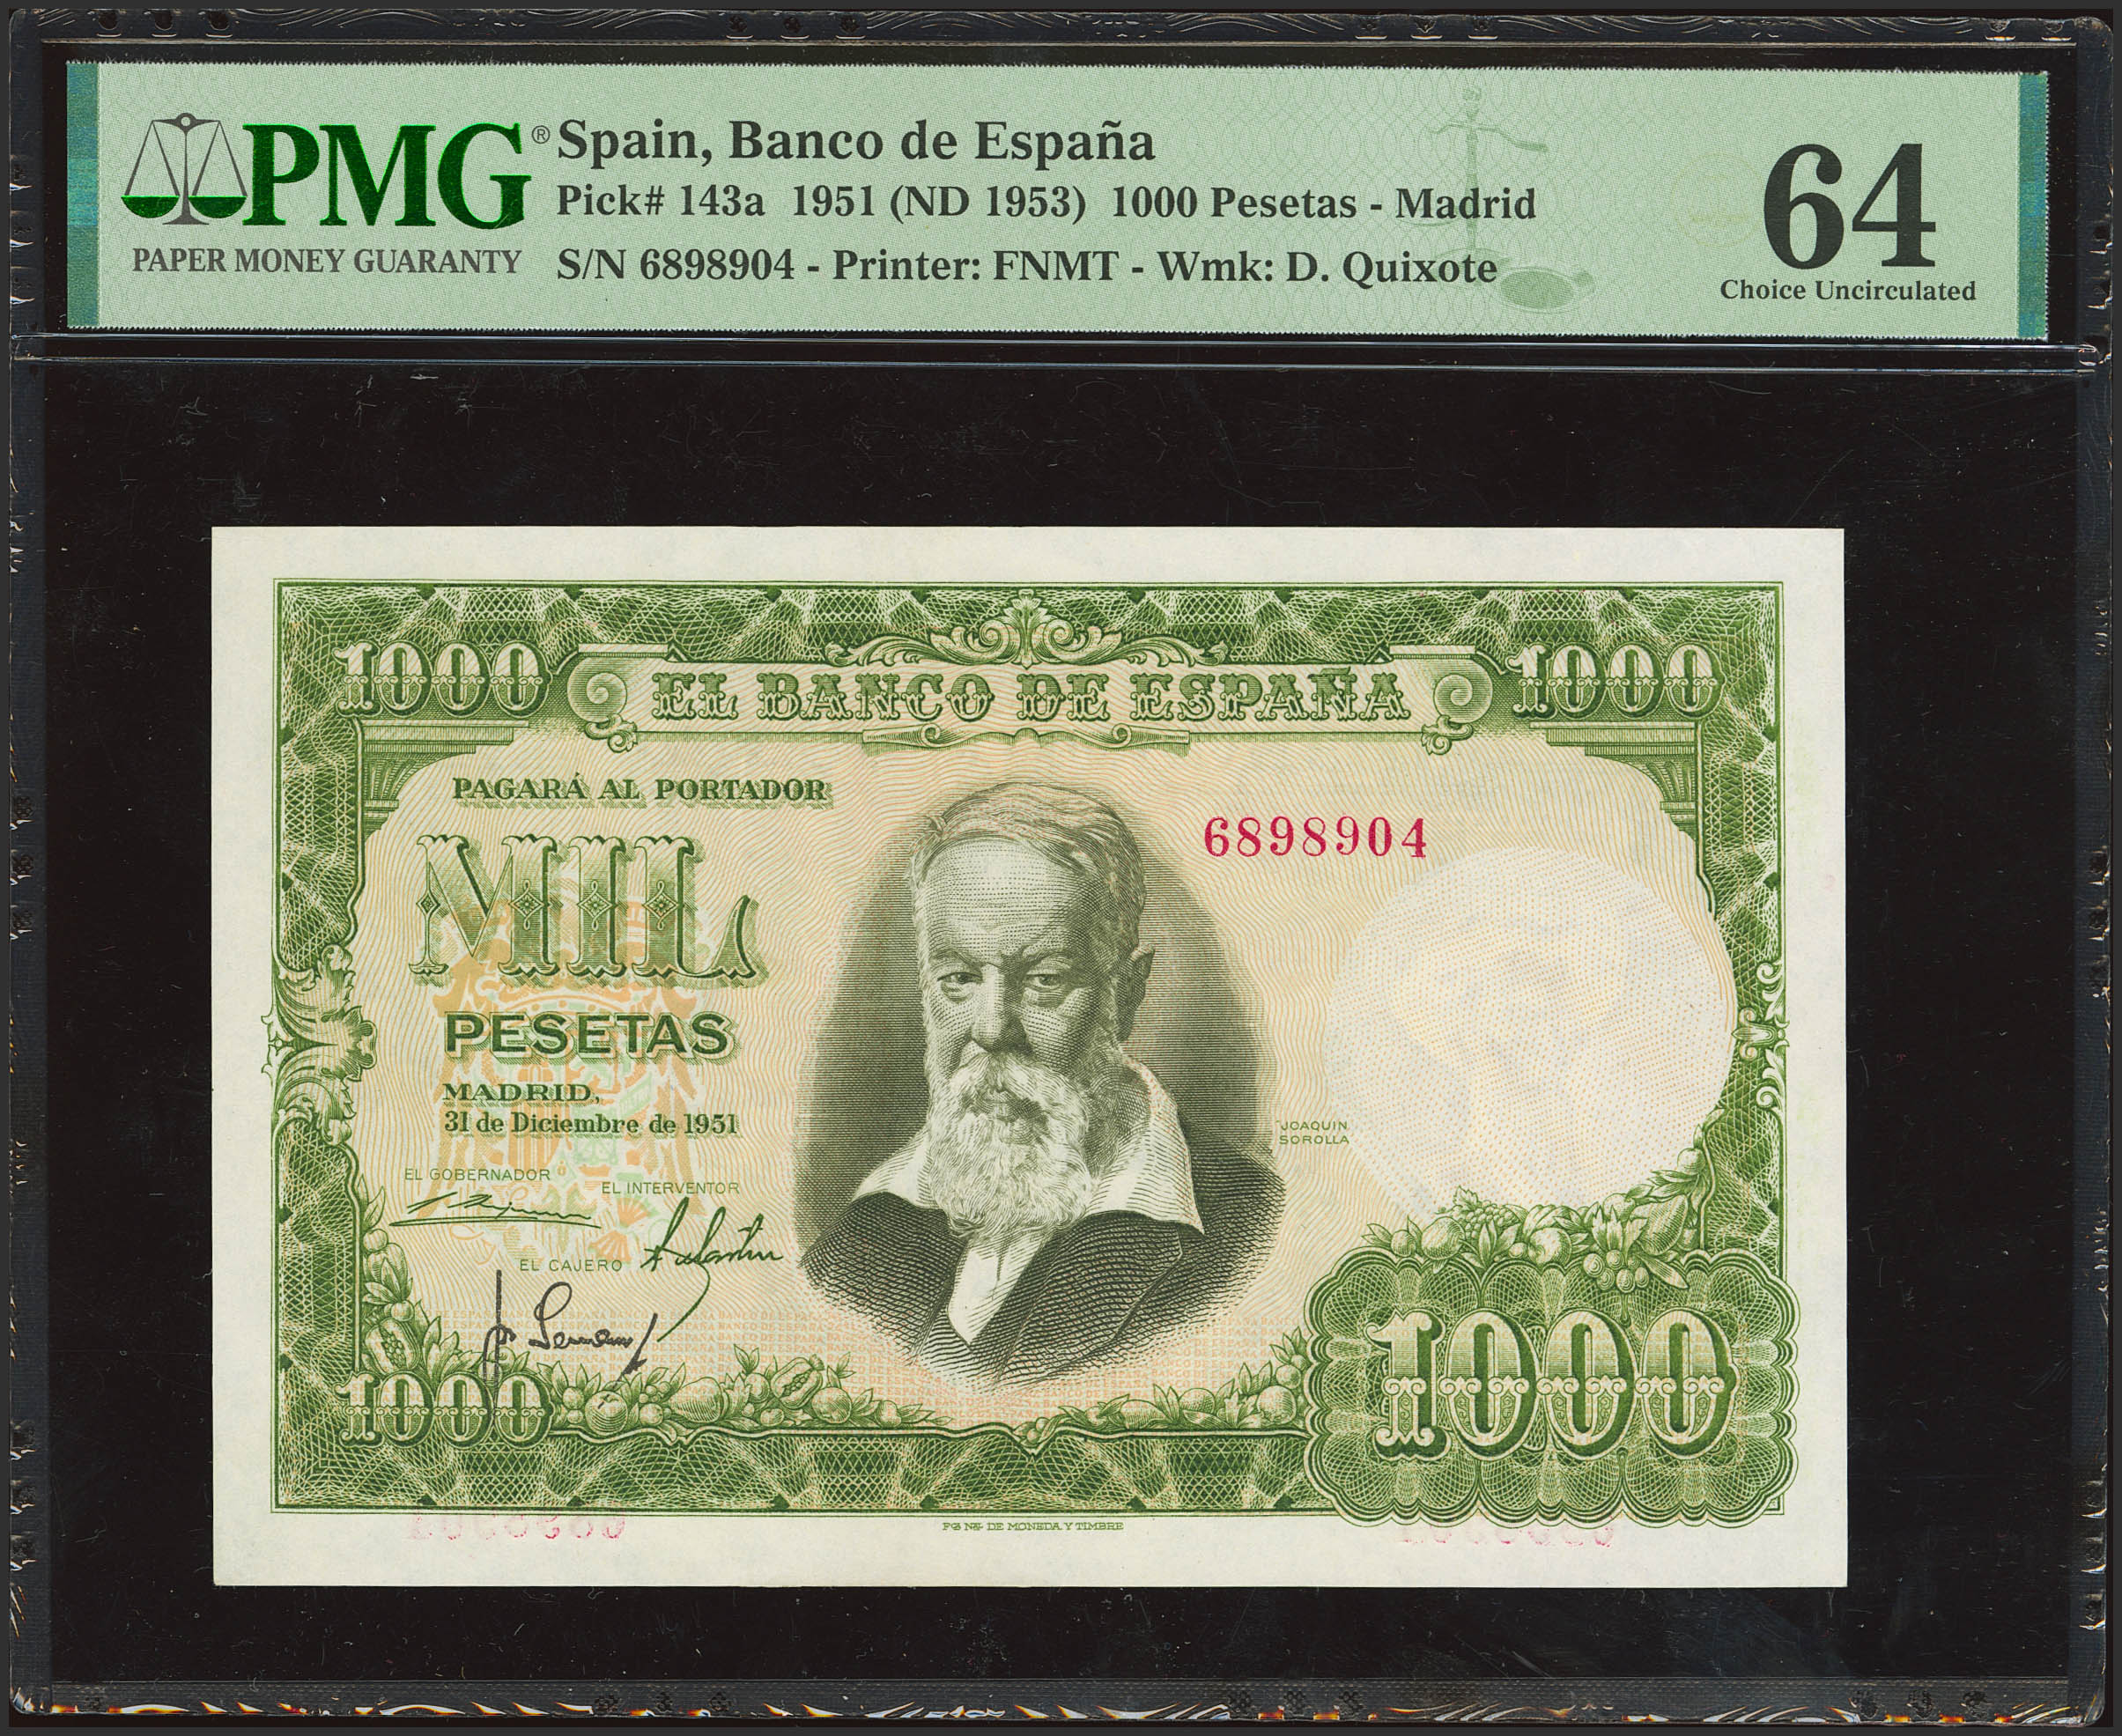 PMG®
PAPER MONEY GUARANTY
Spain, Banco de España
Pick# 143a 1951 (ND 1953) 1000 Pesetas - Madrid
S/N 6898904 - Printer: FNMT - Wmk: D. Quixote
64
Choice Uncirculated
1000
EL BANCO DE ESPAÑA
1000
PAGARÁ AL PORTADOR
6898904
MIL
PESETAS
MADRID,
31 de Diciembre de 1951
JOAQUIN
SOROLLA
EL GOBERNADOR
EL INTERVENTOR
EL CAJERO
1000
1000
FCA NAL DE MONEDA Y TIMBRE